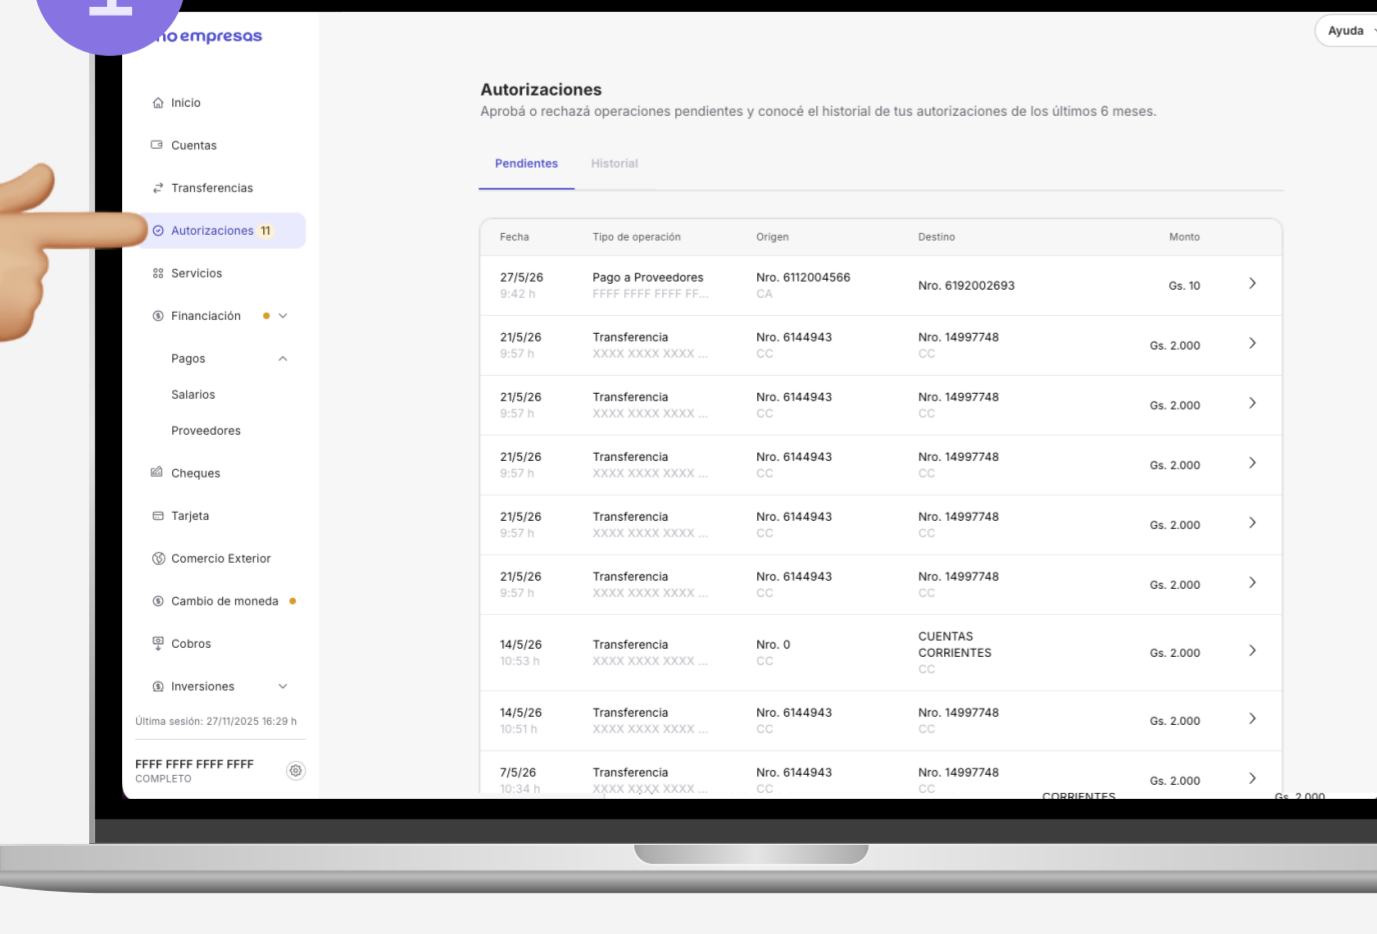 empresas
Ayuda
Inicio
Cuentas
Transferencias
Autorizaciones 11
Servicios
Financiación
Pagos
Salarios
Proveedores
Cheques
Tarjeta
Comercio Exterior
Cambio de moneda
Cobros
Inversiones
Última sesión: 27/11/2025 16:29 h
FFFF FFFF FFFF FFFF
COMPLETO
Autorizaciones
Aprobá o rechazá operaciones pendientes y conocé el historial de tus autorizaciones de los últimos 6 meses.
Pendientes Historial
Fecha Tipo de operación Origen Destino Monto
27/5/26 Pago a Proveedores Nro. 6112004566 Nro. 6192002693 Gs. 10
9:42 h FFFF FFFF FFFF FF... CA
21/5/26 Transferencia Nro. 6144943 Nro. 14997748 Gs. 2.000
9:57 h XXXX XXXX XXXX ... CC CC
21/5/26 Transferencia Nro. 6144943 Nro. 14997748 Gs. 2.000
9:57 h XXXX XXXX XXXX ... CC CC
21/5/26 Transferencia Nro. 6144943 Nro. 14997748 Gs. 2.000
9:57 h XXXX XXXX XXXX ... CC CC
21/5/26 Transferencia Nro. 6144943 Nro. 14997748 Gs. 2.000
9:57 h XXXX XXXX XXXX ... CC CC
21/5/26 Transferencia Nro. 6144943 Nro. 14997748 Gs. 2.000
9:57 h XXXX XXXX XXXX ... CC CC
14/5/26 Transferencia Nro. 0 CUENTAS CORRIENTES Gs. 2.000
10:53 h XXXX XXXX XXXX ... CC CC
14/5/26 Transferencia Nro. 6144943 Nro. 14997748 Gs. 2.000
10:51 h XXXX XXXX XXXX ... CC CC
7/5/26 Transferencia Nro. 6144943 Nro. 14997748 Gs. 2.000
10:34 h XXXX XXXX XXXX ... CC CC
CORRIENTES Gs. 2.000